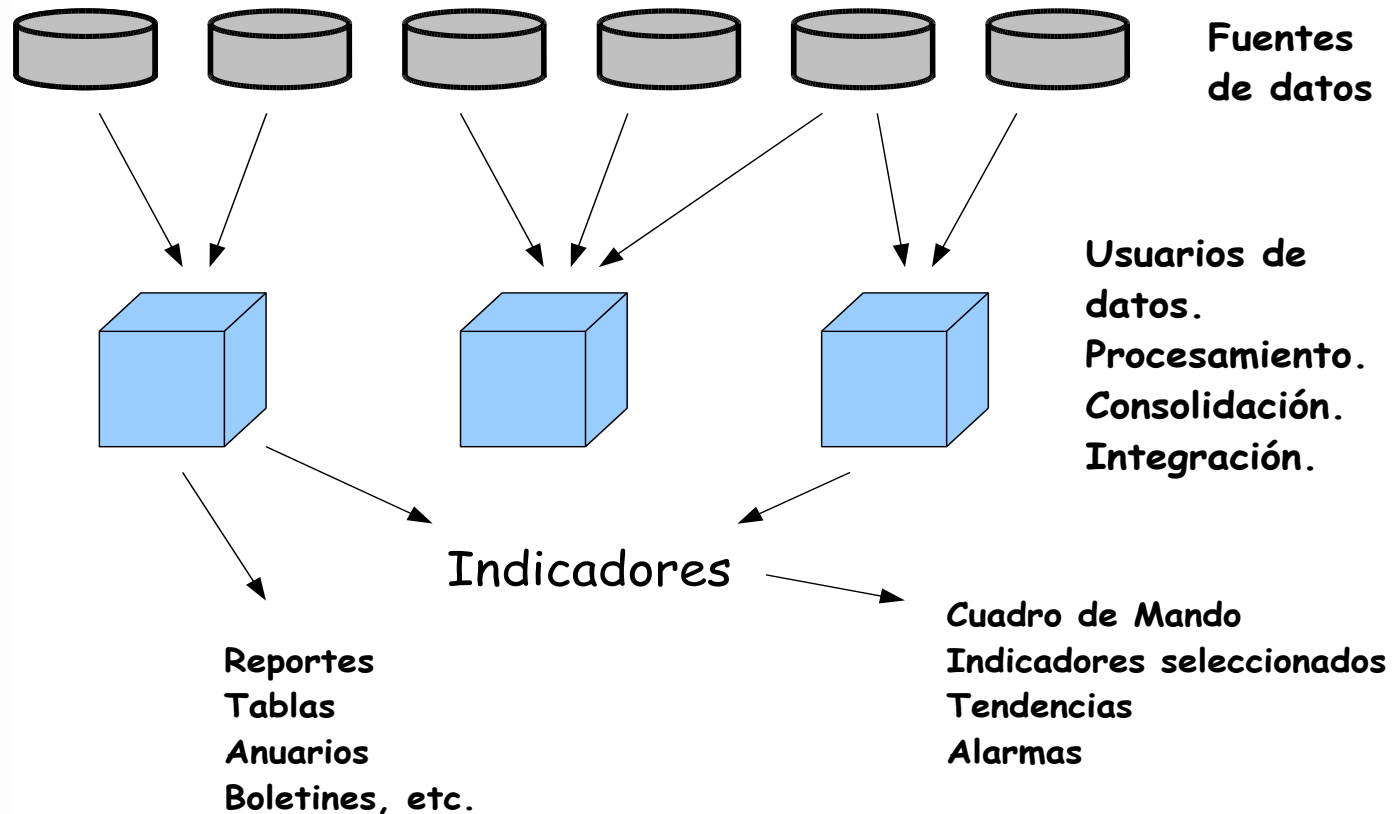 Fuentes
de datos
Usuarios de
datos.
Procesamiento.
Consolidación.
Integración.
Indicadores
Reportes
Tablas
Anuarios
Boletines, etc.
Cuadro de Mando
Indicadores seleccionados
Tendencias
Alarmas